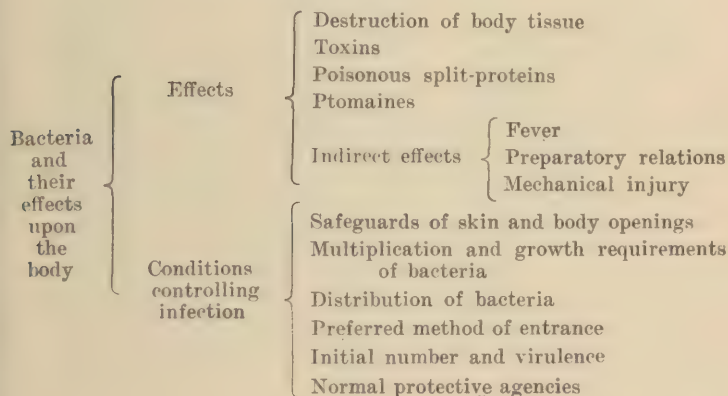 Bacteria
and
their
effects
upon
the
body
Effects
Destruction of body tissue
Toxins
Poisonous split-proteins
Ptomaines
Indirect effects
Fever
Preparatory relations
Mechanical injury
Conditions
controlling
infection
Safeguards of skin and body openings
Multiplication and growth requirements
of bacteria
Distribution of bacteria
Preferred method of entrance
Initial number and virulence
Normal protective agencies